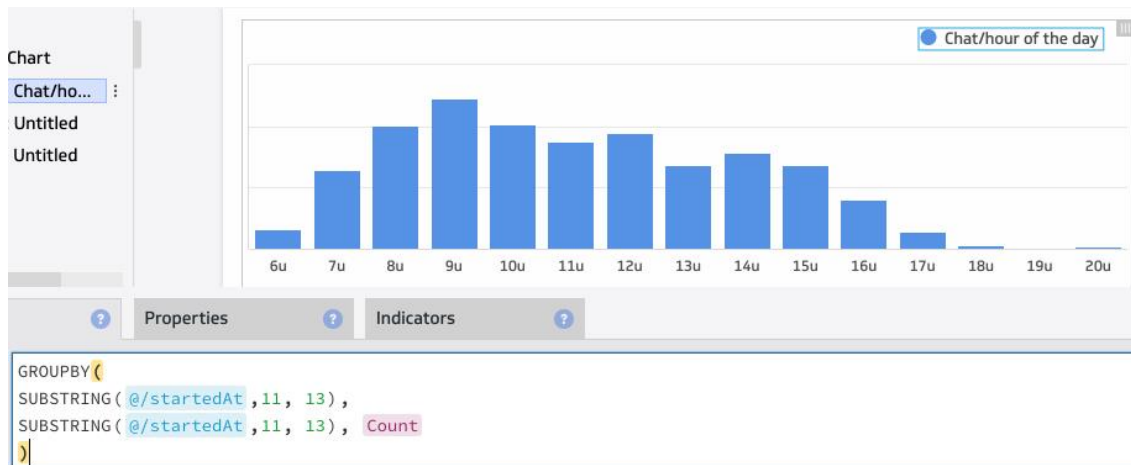 Chat/hour of the day
Chart
Chat/ho...
Untitled
Untitled
6u 7u 8u 9u 10u 11u 12u 13u 14u 15u 16u 17u 18u 19u 20u
? Properties ? Indicators ?
GROUPBY(
SUBSTRING( @/startedAt ,11, 13),
SUBSTRING( @/startedAt ,11, 13), Count
)